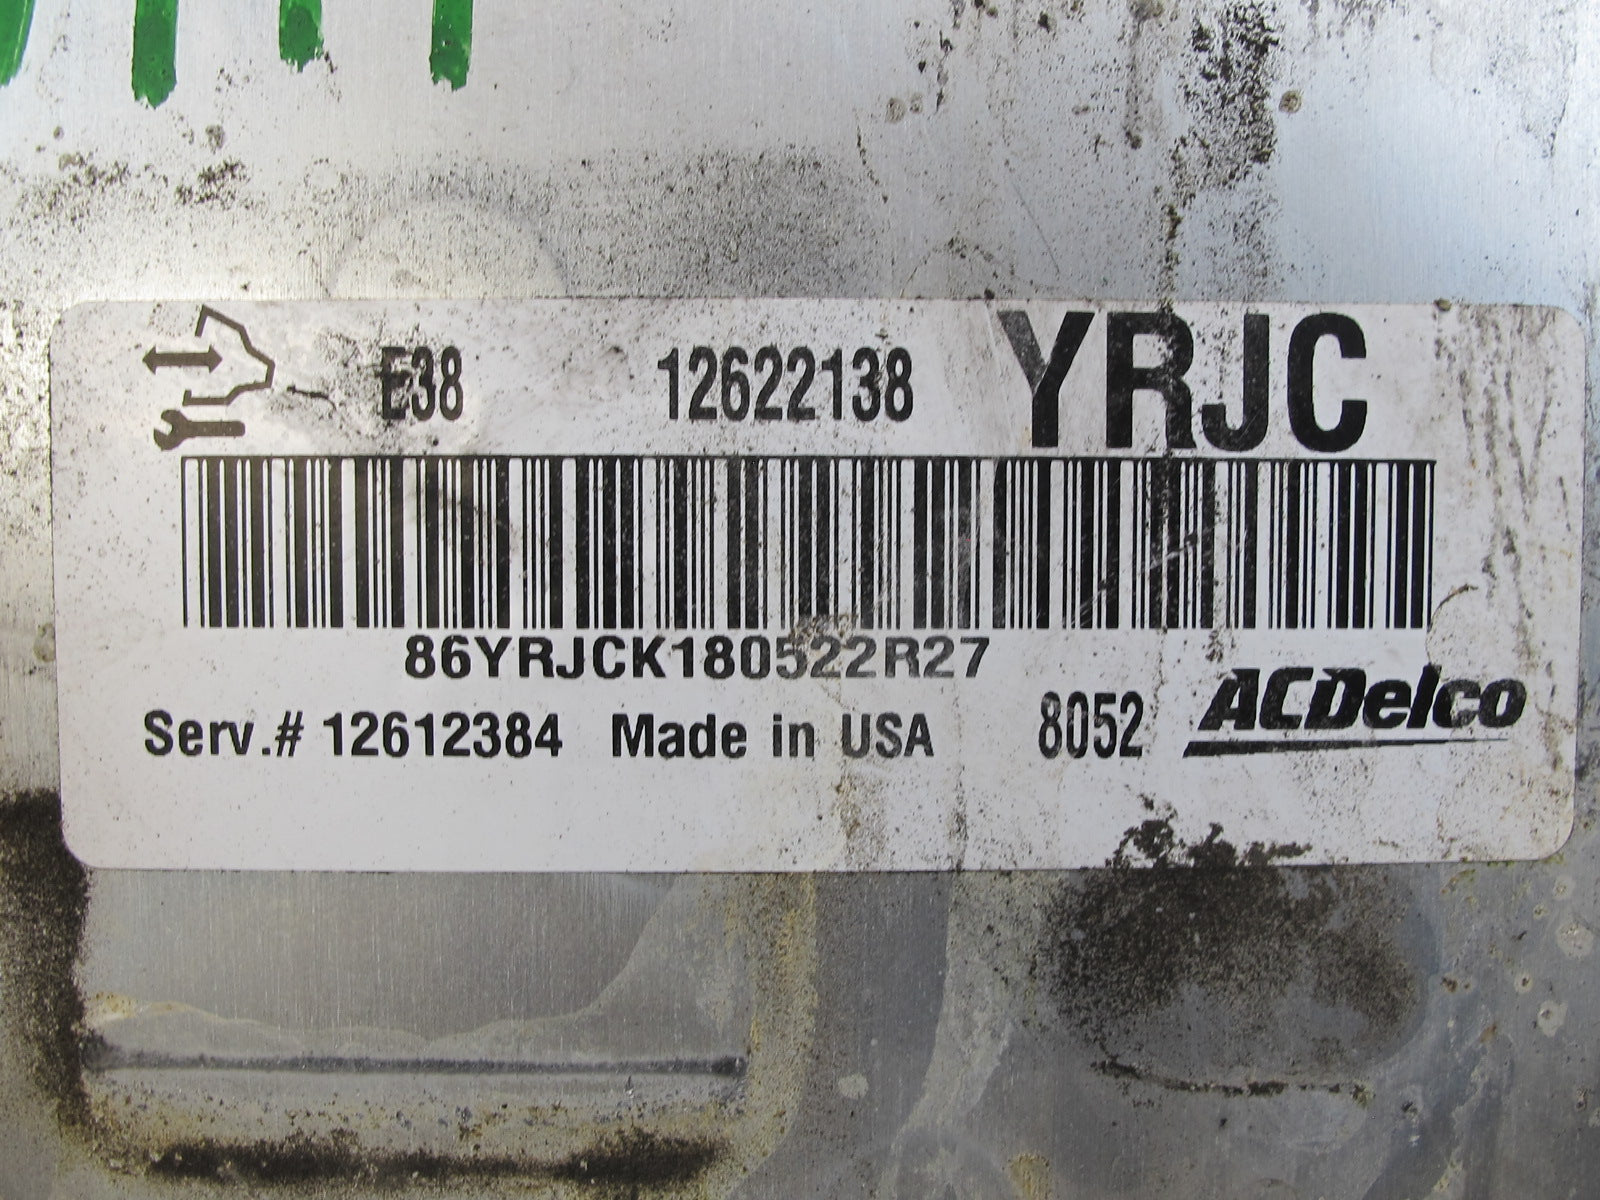 E38 12622138 YRJC
86YRJCK180522R27
Serv.# 12612384 Made in USA 8052 ACDelco